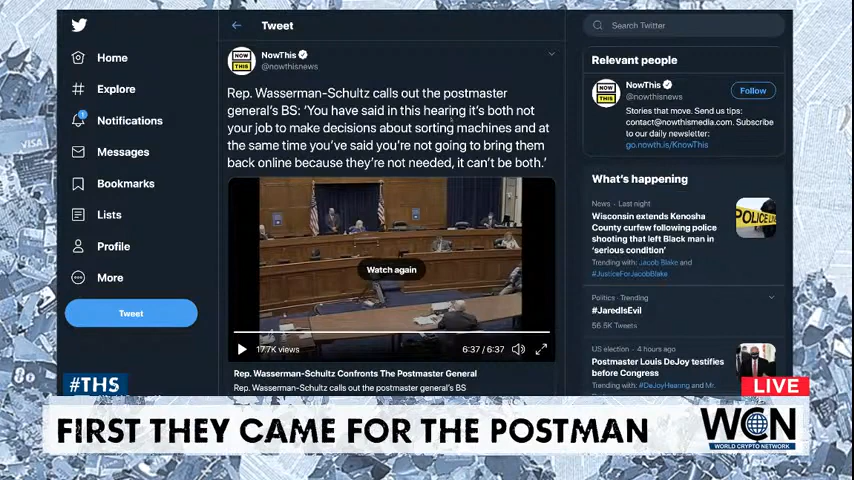 Tweet
Search Twitter
Home
Explore
1
Notifications
Messages
Bookmarks
Lists
Profile
More
Tweet
NOW THIS
NowThis
@nowthisnews
Rep. Wasserman-Schultz calls out the postmaster
general's BS: 'You have said in this hearing it's both not
your job to make decisions about sorting machines and at
the same time you've said you're not going to bring them
back online because they're not needed, it can't be both.'
Watch again
17.7K views
6:37 / 6:37
Rep. Wasserman-Schultz Confronts The Postmaster General
Rep. Wasserman-Schultz calls out the postmaster general's BS
Relevant people
NOW THIS
NowThis
@nowthisnews
Follow
Stories that move. Send us tips:
contact@nowthismedia.com. Subscribe
to our daily newsletter:
go.nowth.is/KnowThis
What's happening
News · Last night
Wisconsin extends Kenosha
County curfew following police
shooting that left Black man in
'serious condition'
Trending with: Jacob Blake and
#JusticeForJacobBlake
POLICE
Politics · Trending
#JaredIsEvil
56.5K Tweets
US election · 4 hours ago
Postmaster Louis DeJoy testifies
before Congress
Trending with: #DeJoyHearing and Mr.
#THS
LIVE
FIRST THEY CAME FOR THE POSTMAN
WCN
WORLD CRYPTO NETWORK